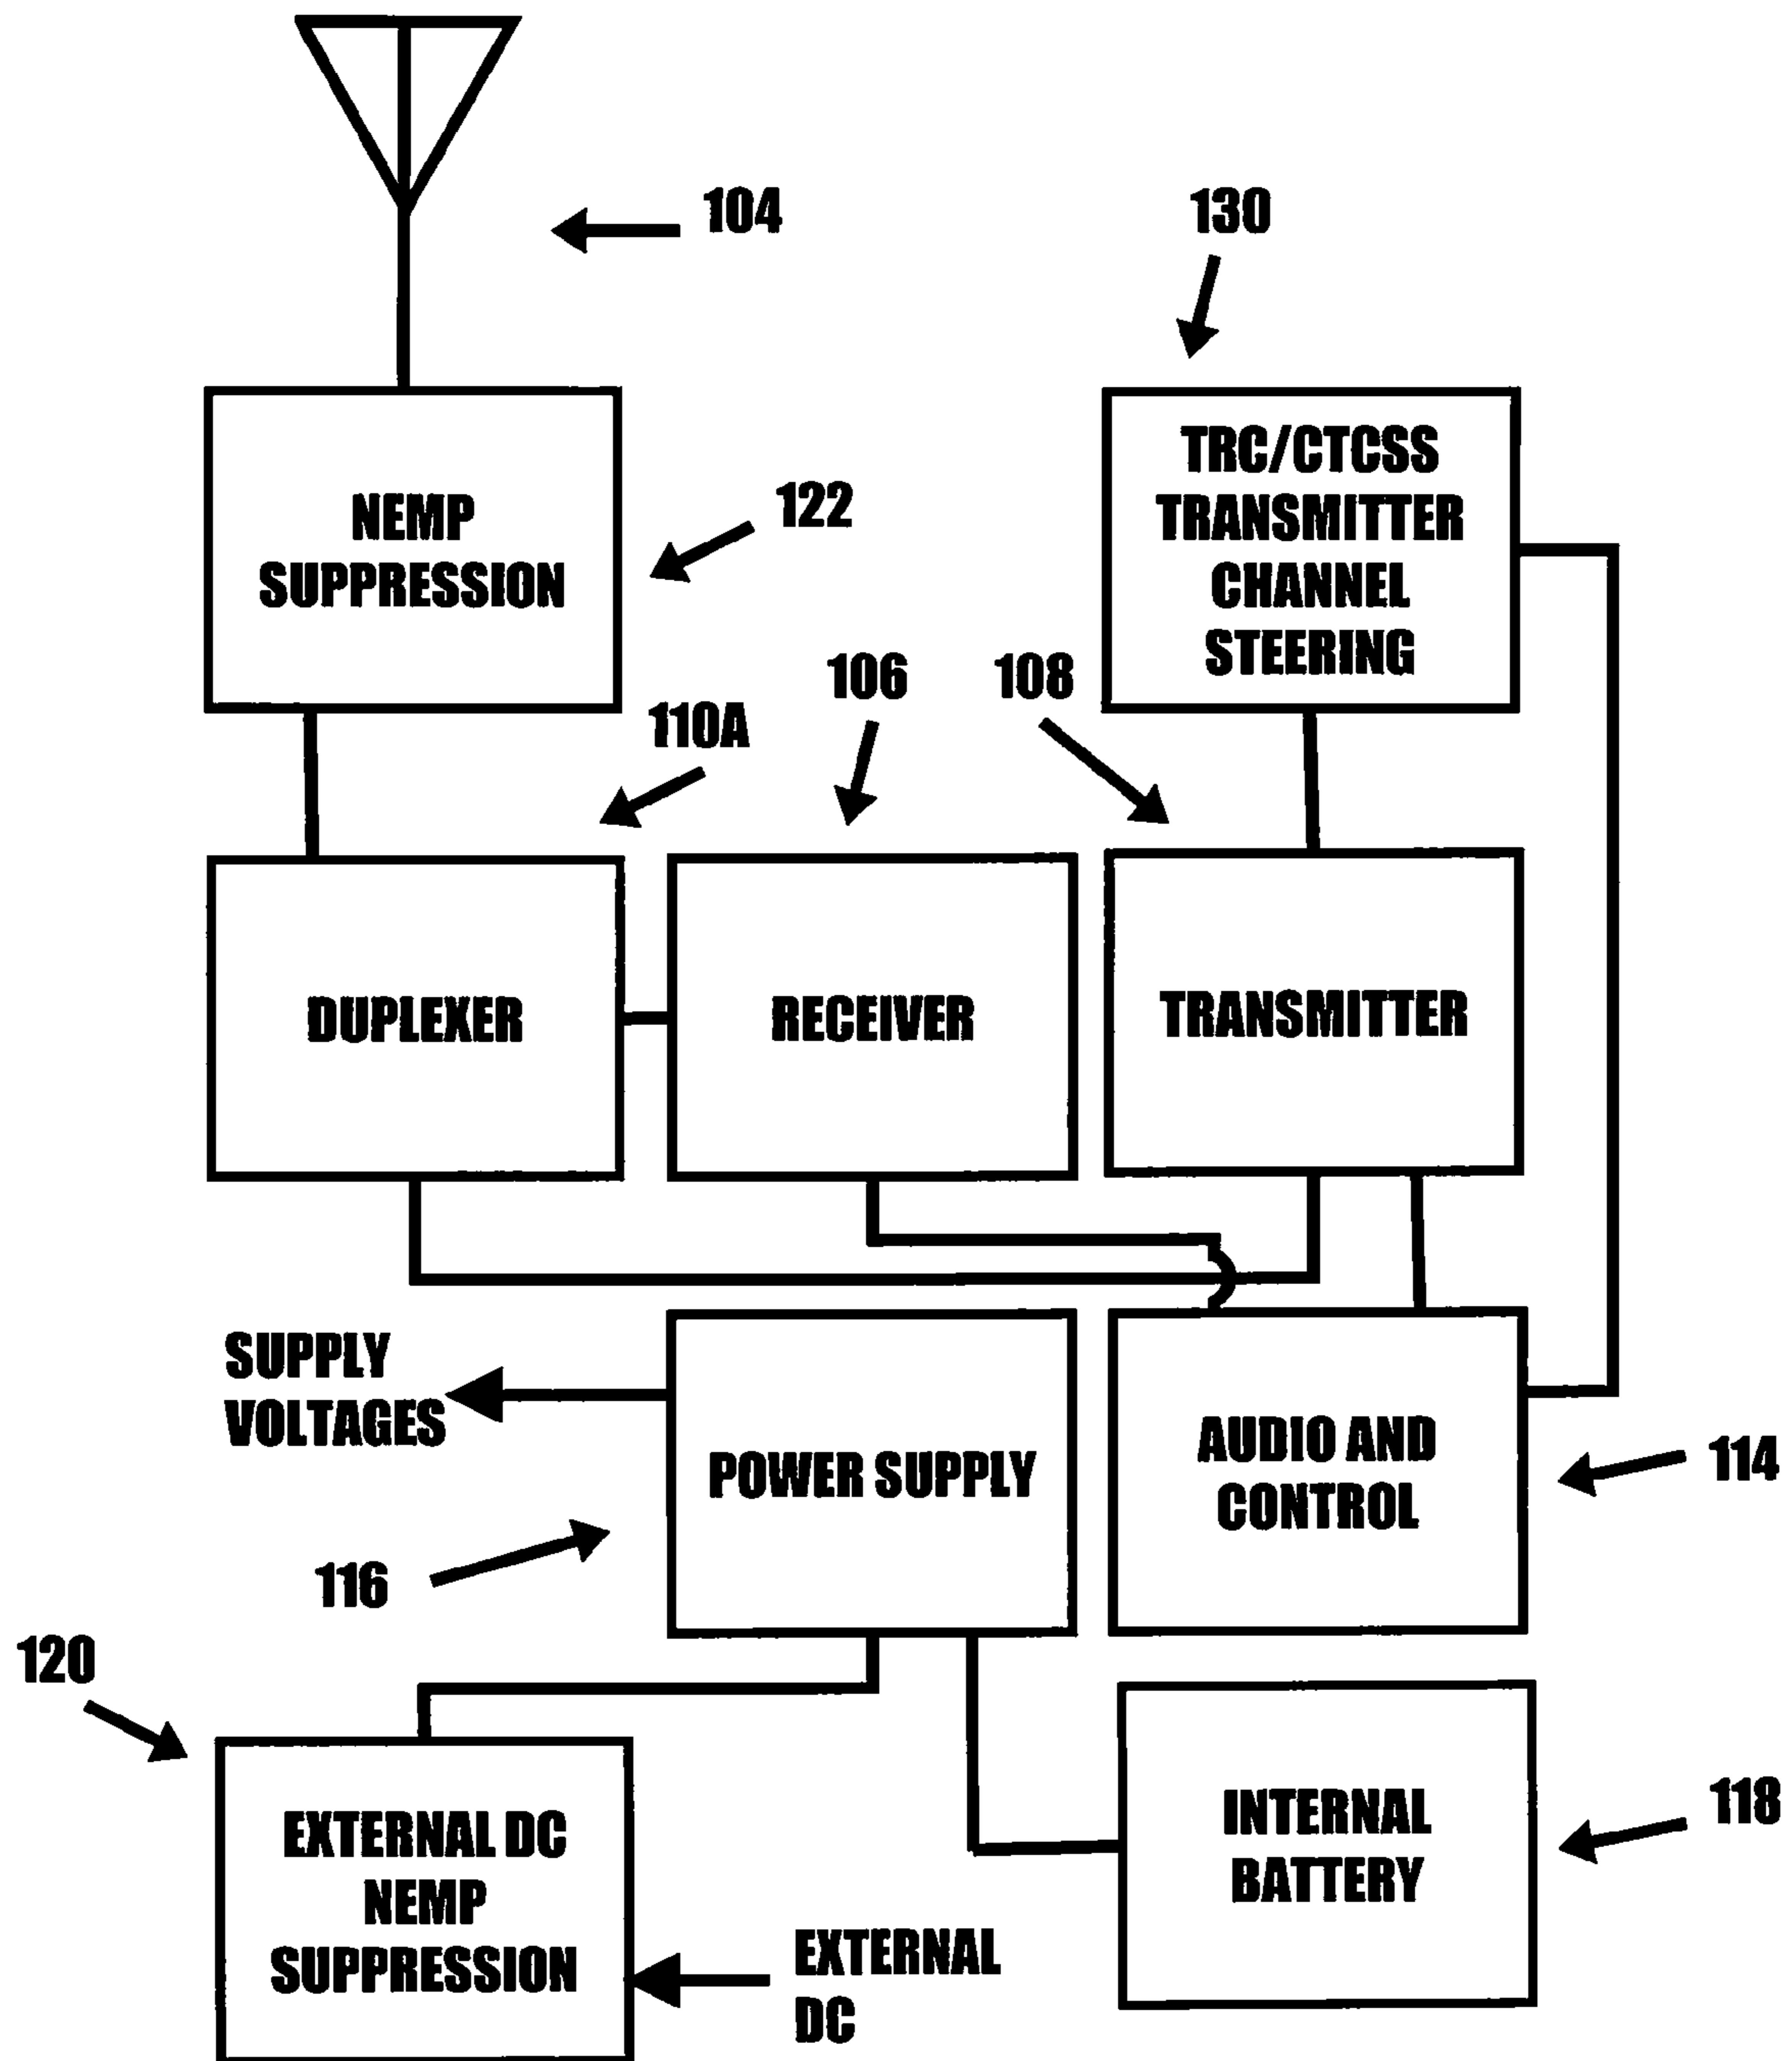 104
130
NEMP
SUPPRESSION
122
TRC/CTCSS
TRANSMITTER
CHANNEL
STEERING
110A
106
108
DUPLEXER
RECEIVER
TRANSMITTER
SUPPLY
VOLTAGES
POWER SUPPLY
AUDIO AND
CONTROL
114
116
120
EXTERNAL DC
NEMP
SUPPRESSION
EXTERNAL
DC
INTERNAL
BATTERY
118